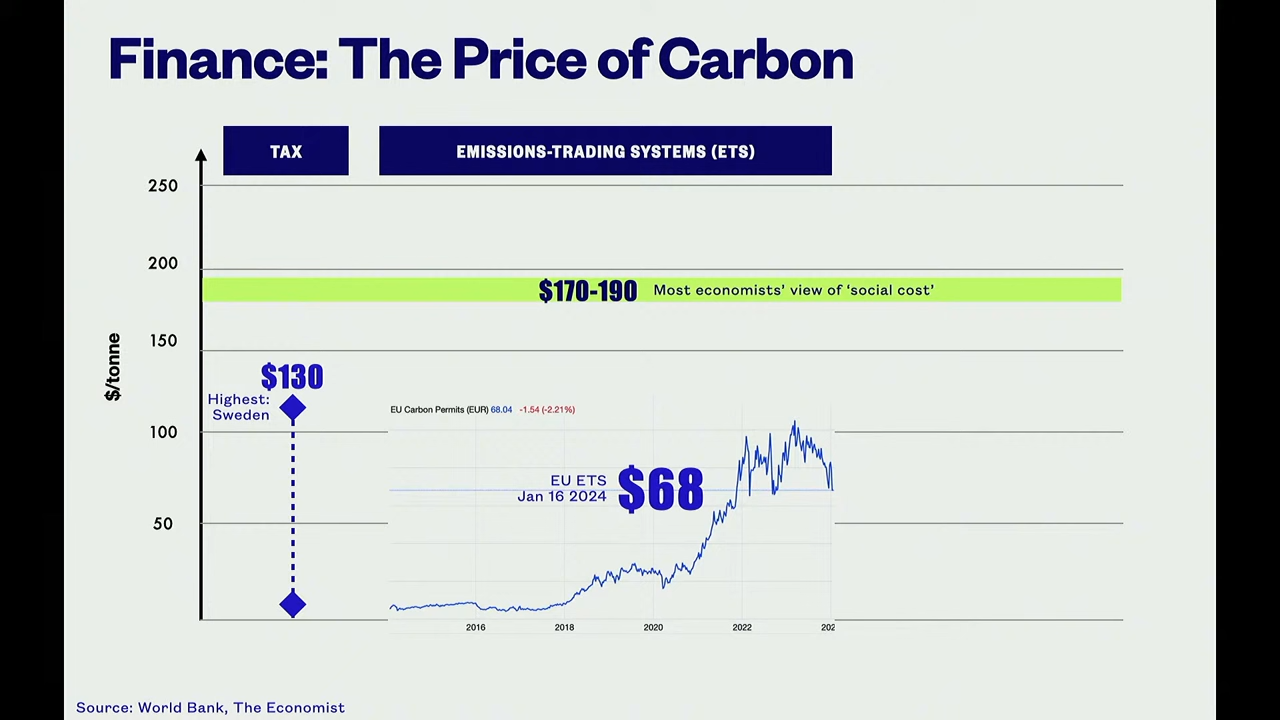 Finance: The Price of Carbon
TAX
EMISSIONS-TRADING SYSTEMS (ETS)
250
200
$170-190 Most economists' view of 'social cost'
150
$/tonne
$130
Highest:
Sweden
EU Carbon Permits (EUR) 68.04 -1.54 (-2.21%)
100
EU ETS
Jan 16 2024
$68
50
2016 2018 2020 2022 202
Source: World Bank, The Economist